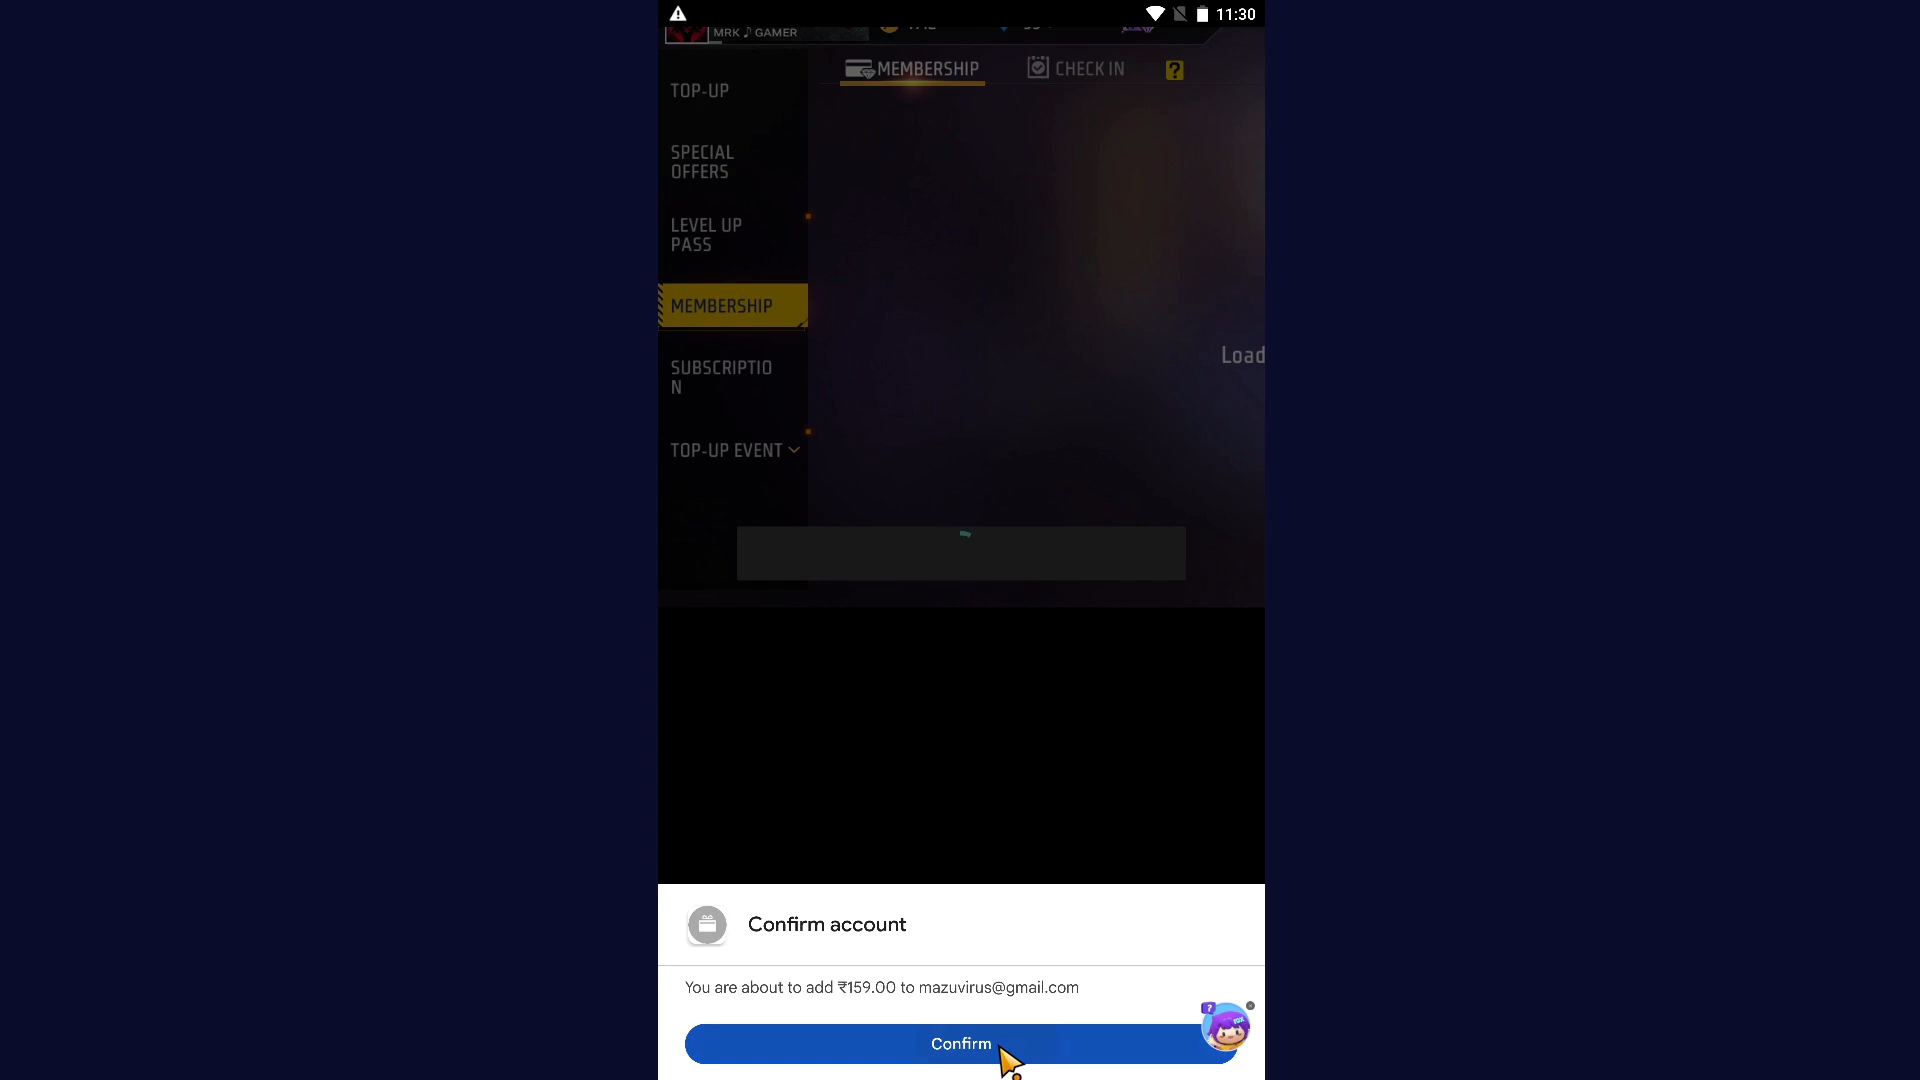 11:30
MRK ♪ GAMER
MEMBERSHIP
CHECK IN
?
TOP-UP
SPECIAL
OFFERS
LEVEL UP
PASS
MEMBERSHIP
SUBSCRIPTIO
N
TOP-UP EVENT
Load
Confirm account
You are about to add ₹159.00 to mazuvirus@gmail.com
?
Confirm